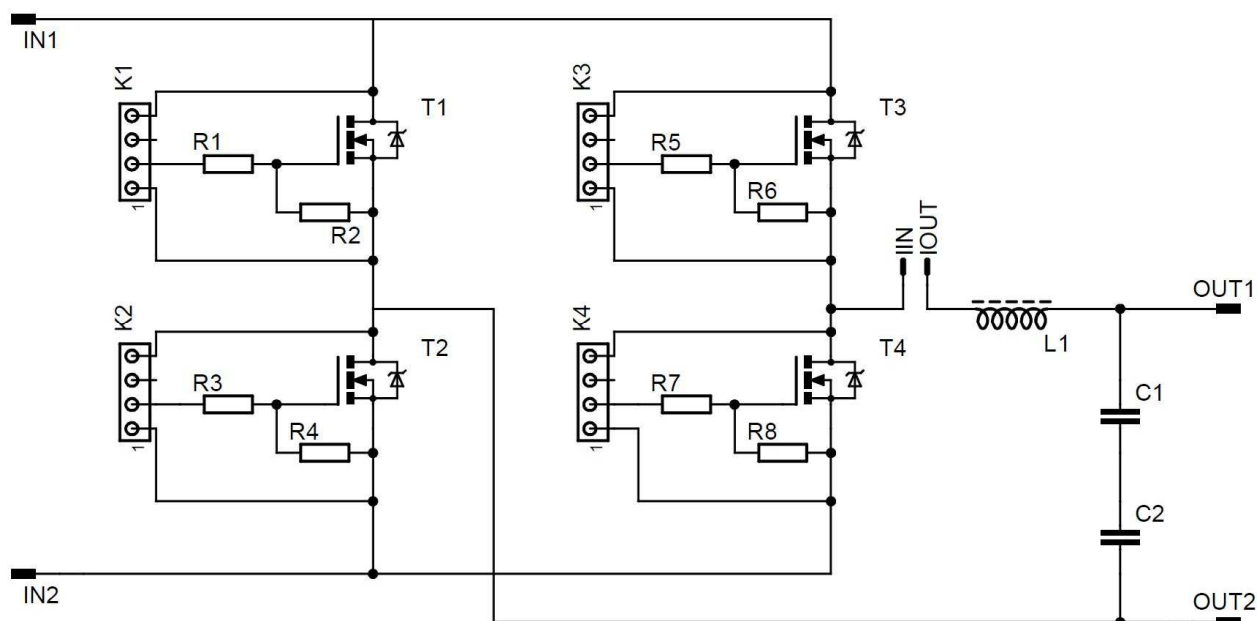 IN1
K1
T1
R1
R2
1
K3
T3
R5
R6
1
IIN
IOUT
OUT1
L1
K2
T2
R3
R4
1
K4
T4
R7
R8
1
C1
C2
IN2
OUT2